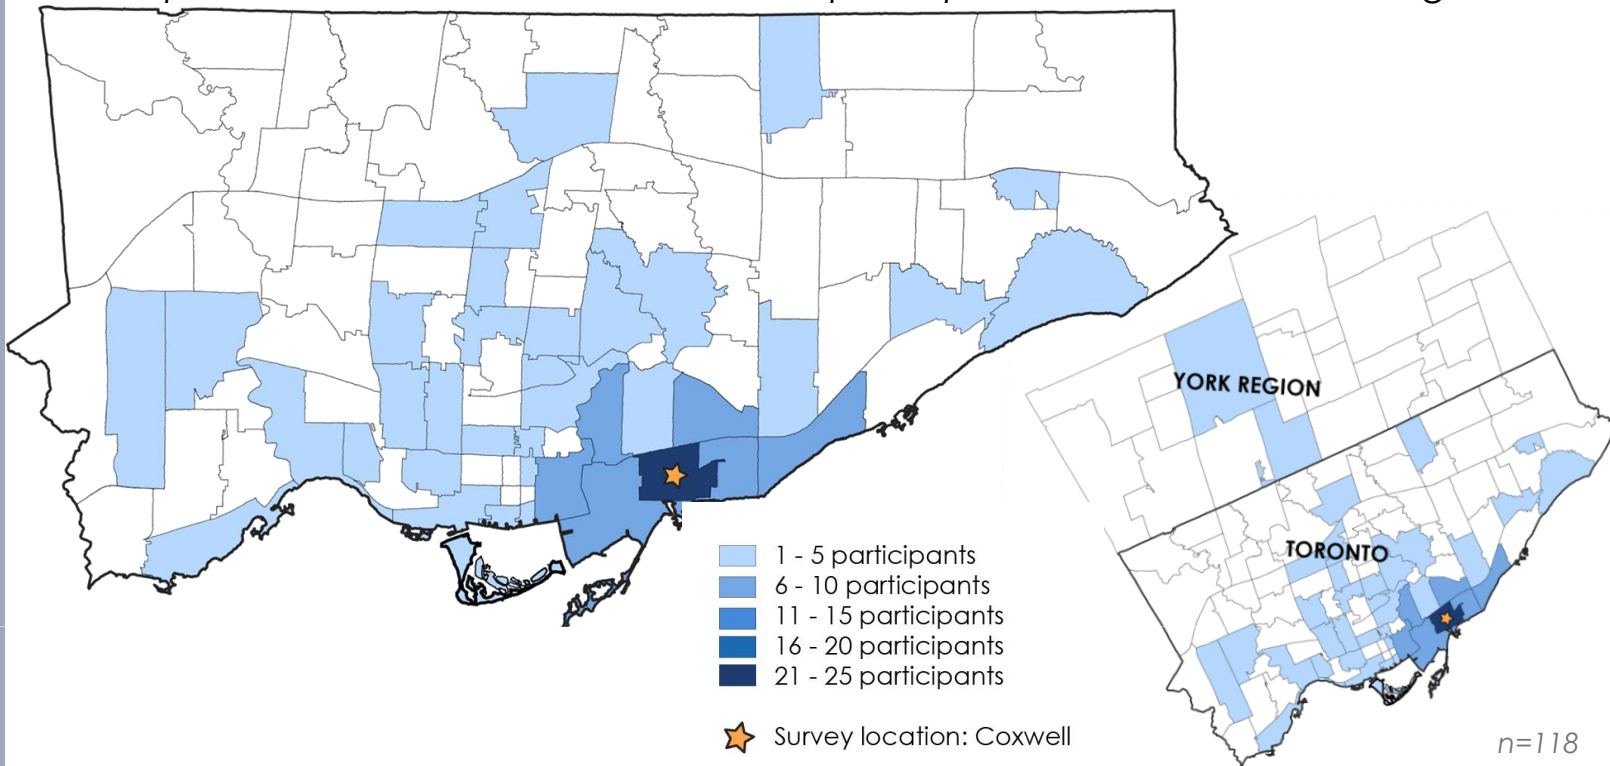 YORK REGION
TORONTO
1 - 5 participants
6 - 10 participants
11 - 15 participants
16 - 20 participants
21 - 25 participants
Survey location: Coxwell
n=118